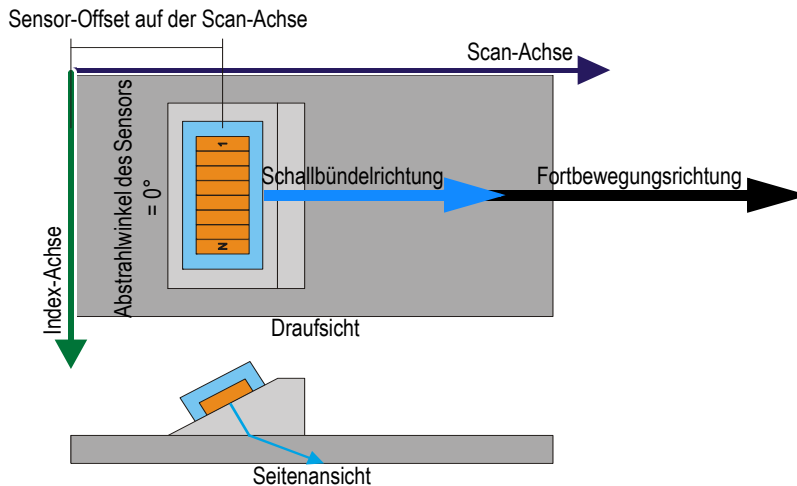 Sensor-Offset auf der Scan-Achse
Scan-Achse
Abstrahlwinkel des Sensors
= 0°
1
N
Schallbündelrichtung
Fortbewegungsrichtung
Index-Achse
Draufsicht
Seitenansicht